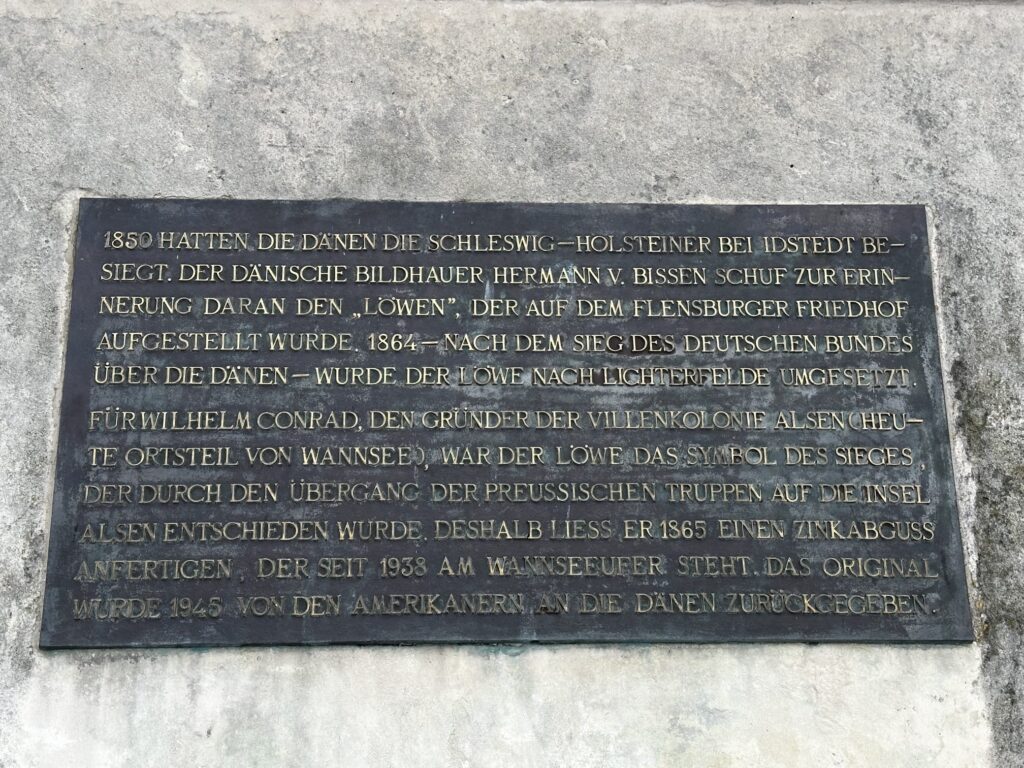 1850 HATTEN DIE DÄNEN DIE SCHLESWIG–HOLSTEINER BEI IDSTEDT BE–
SIEGT. DER DÄNISCHE BILDHAUER HERMANN V. BISSEN SCHUF ZUR ERIN–
NERUNG DARAN DEN „LÖWEN”, DER AUF DEM FLENSBURGER FRIEDHOF
AUFGESTELLT WURDE. 1864 – NACH DEM SIEG DES DEUTSCHEN BUNDES
ÜBER DIE DÄNEN – WURDE DER LÖWE NACH LICHTERFELDE UMGESETZT.
FÜR WILHELM CONRAD, DEN GRÜNDER DER VILLENKOLONIE ALSEN (HEU–
TE ORTSTEIL VON WANNSEE), WAR DER LÖWE DAS SYMBOL DES SIEGES,
DER DURCH DEN ÜBERGANG DER PREUSSISCHEN TRUPPEN AUF DIE INSEL
ALSEN ENTSCHIEDEN WURDE. DESHALB LIESS ER 1865 EINEN ZINKABGUSS
ANFERTIGEN, DER SEIT 1938 AM WANNSEEUFER STEHT. DAS ORIGINAL
WURDE 1945 VON DEN AMERIKANERN AN DIE DÄNEN ZURÜCKGEGEBEN.